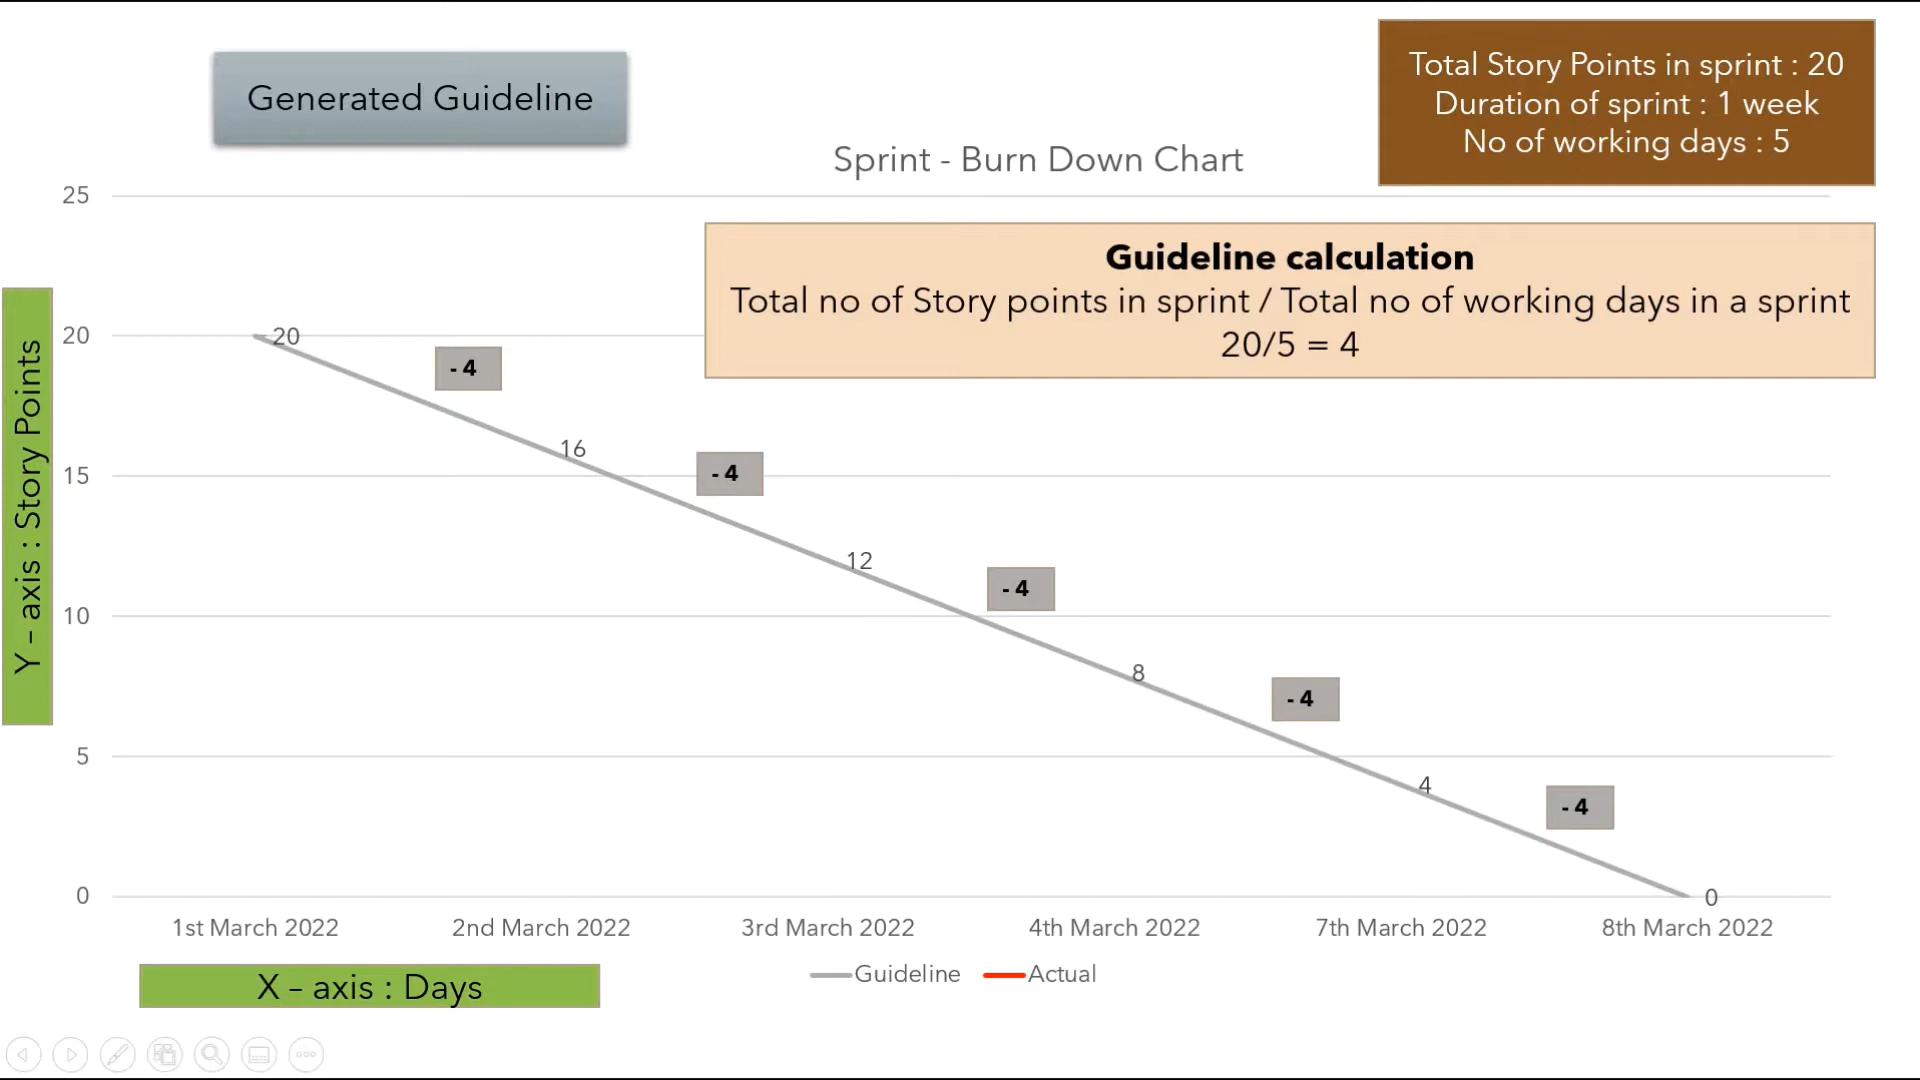 Generated Guideline
Total Story Points in sprint : 20
Duration of sprint : 1 week
No of working days : 5
Sprint - Burn Down Chart
Guideline calculation
Total no of Story points in sprint / Total no of working days in a sprint
20/5 = 4
Y – axis : Story Points
25
20
15
10
5
0
20
- 4
16
- 4
12
- 4
8
- 4
4
- 4
0
1st March 2022
2nd March 2022
3rd March 2022
4th March 2022
7th March 2022
8th March 2022
Guideline
Actual
X – axis : Days